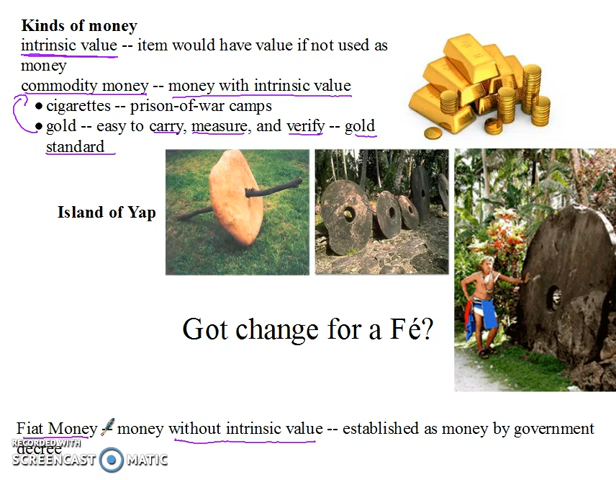 Kinds of money
intrinsic value -- item would have value if not used as
money
commodity money -- money with intrinsic value
● cigarettes -- prison-of-war camps
● gold -- easy to carry, measure, and verify -- gold
standard
Island of Yap
Got change for a Fé?
Fiat Money -- money without intrinsic value -- established as money by government
decree
RECORDED WITH
SCREENCAST MATIC